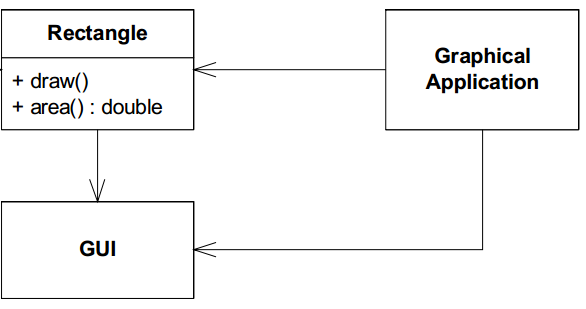 Rectangle
+ draw()
+ area() : double
Graphical
Application
GUI